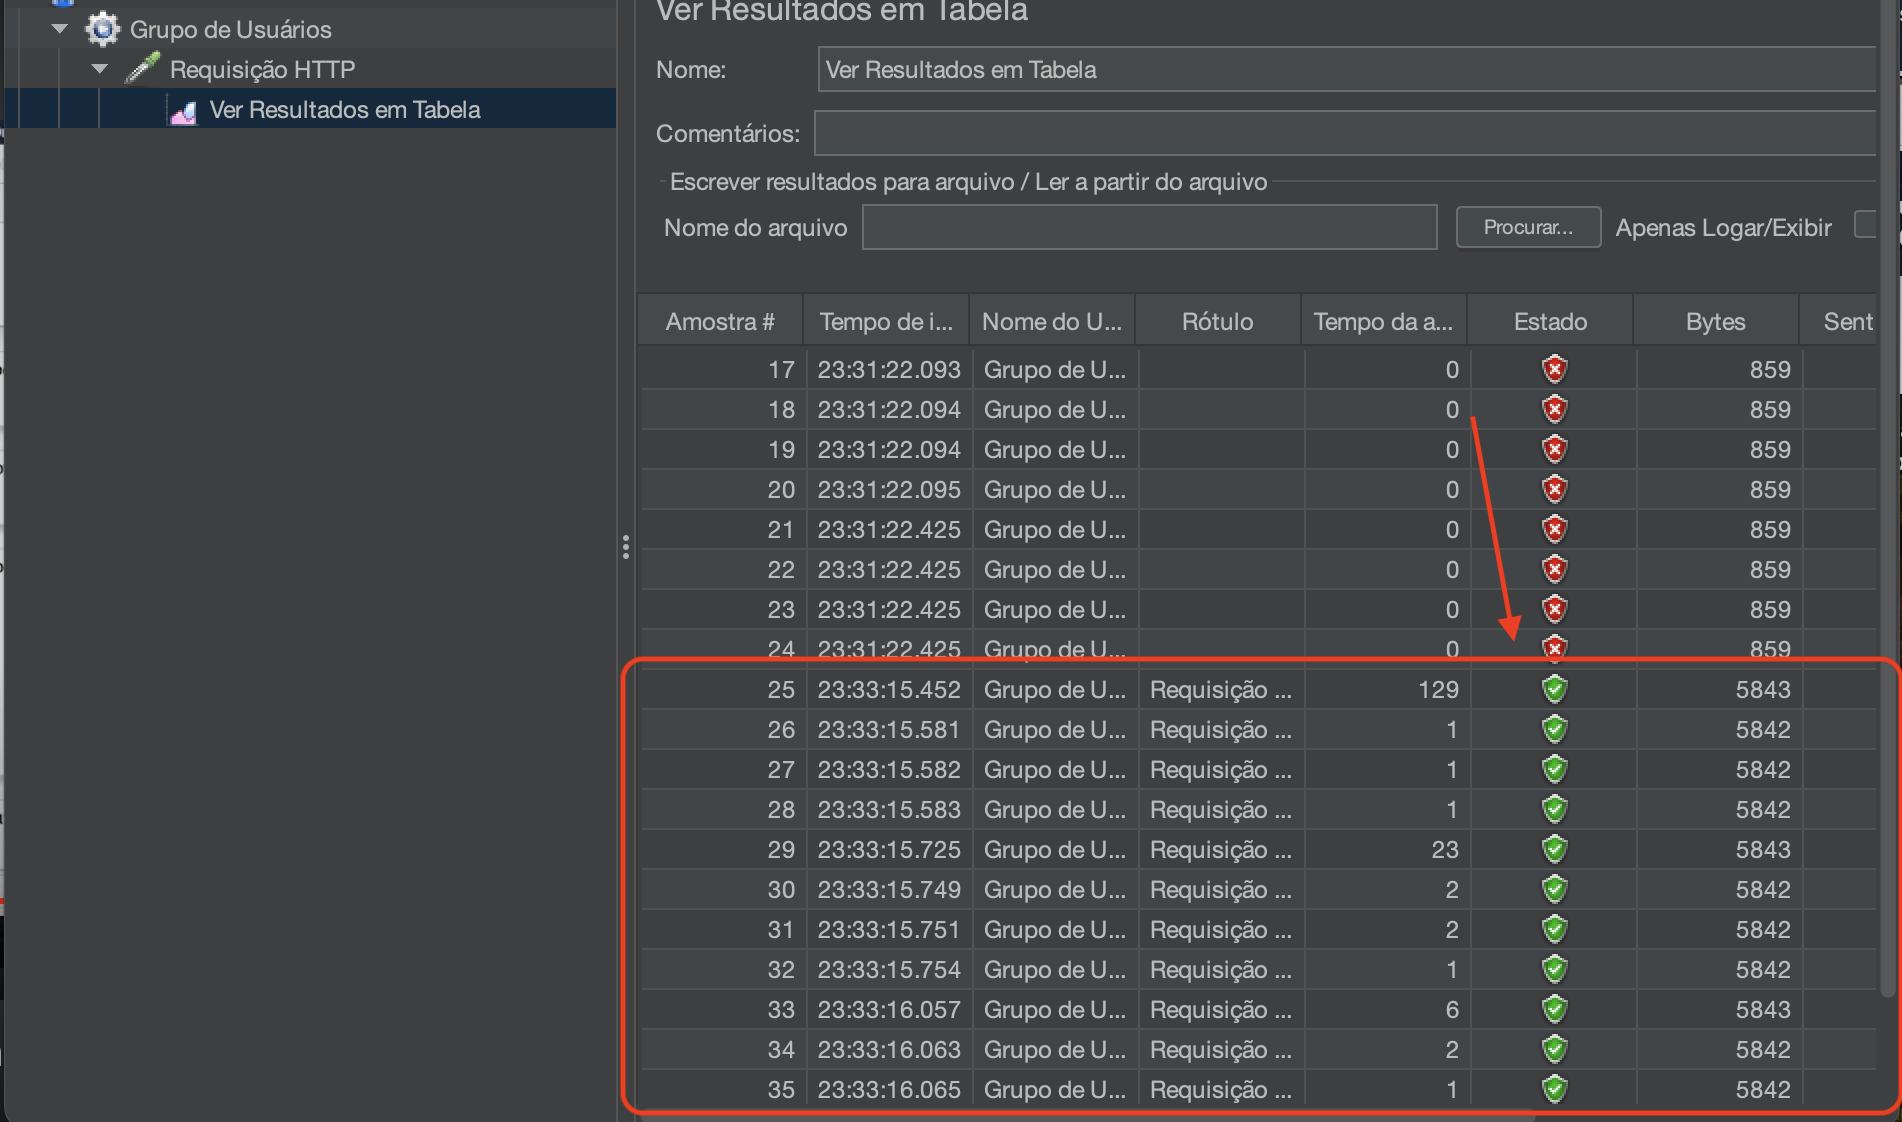 Grupo de Usuários
Requisição HTTP
Ver Resultados em Tabela
Ver Resultados em Tabela
Nome: Ver Resultados em Tabela
Comentários:
Escrever resultados para arquivo / Ler a partir do arquivo
Nome do arquivo Procurar... Apenas Logar/Exibir
Amostra # Tempo de i... Nome do U... Rótulo Tempo da a... Estado Bytes Sent
17 23:31:22.093 Grupo de U... 0 859
18 23:31:22.094 Grupo de U... 0 859
19 23:31:22.094 Grupo de U... 0 859
20 23:31:22.095 Grupo de U... 0 859
21 23:31:22.425 Grupo de U... 0 859
22 23:31:22.425 Grupo de U... 0 859
23 23:31:22.425 Grupo de U... 0 859
24 23:31:22.425 Grupo de U... 0 859
25 23:33:15.452 Grupo de U... Requisição ... 129 5843
26 23:33:15.581 Grupo de U... Requisição ... 1 5842
27 23:33:15.582 Grupo de U... Requisição ... 1 5842
28 23:33:15.583 Grupo de U... Requisição ... 1 5842
29 23:33:15.725 Grupo de U... Requisição ... 23 5843
30 23:33:15.749 Grupo de U... Requisição ... 2 5842
31 23:33:15.751 Grupo de U... Requisição ... 2 5842
32 23:33:15.754 Grupo de U... Requisição ... 1 5842
33 23:33:16.057 Grupo de U... Requisição ... 6 5843
34 23:33:16.063 Grupo de U... Requisição ... 2 5842
35 23:33:16.065 Grupo de U... Requisição ... 1 5842